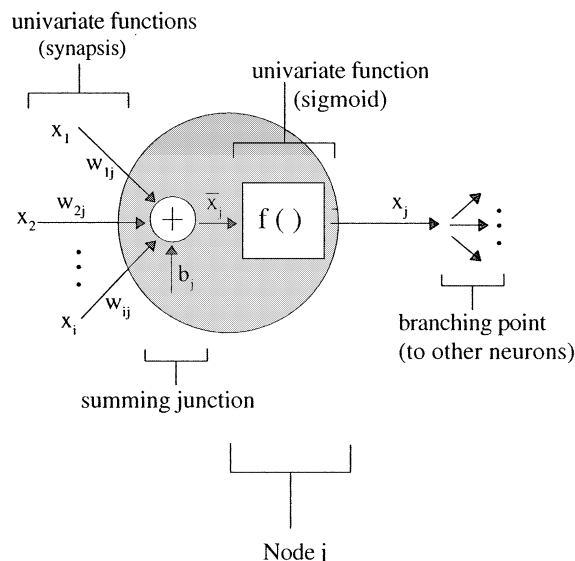 univariate functions
(synapsis)
univariate function
(sigmoid)
x₁
w₁ⱼ
x₂
w₂ⱼ
+
x̅ⱼ
f ( )
xⱼ
bⱼ
wᵢⱼ
xᵢ
branching point
(to other neurons)
summing junction
Node j